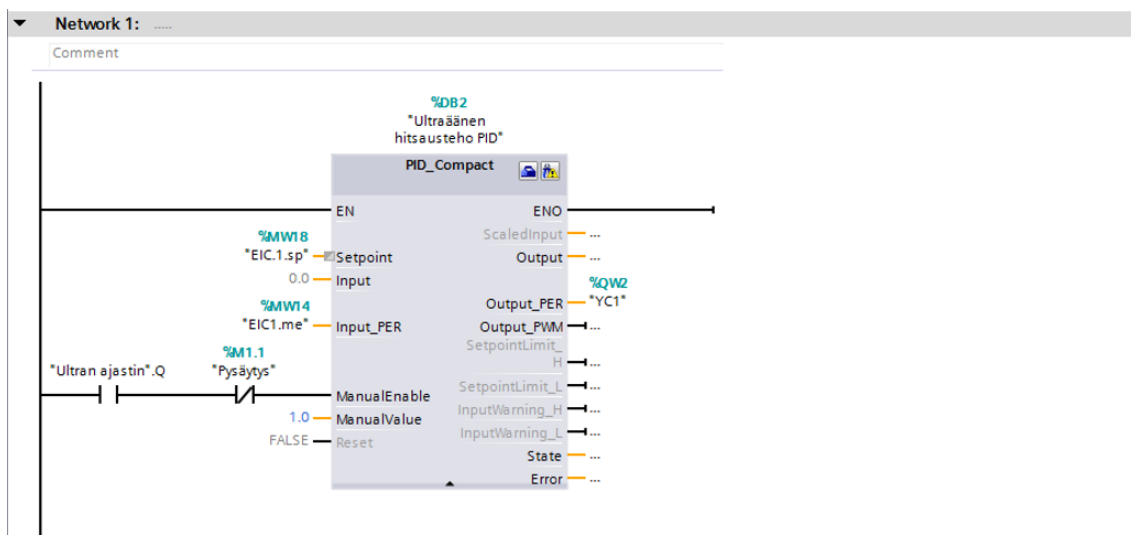 Network 1: .....
Comment
%DB2
"Ultraäänen
hitsausteho PID"
PID_Compact
EN
ENO
%MW18
"EIC.1.sp"
Setpoint
ScaledInput
...
Output
...
0.0
Input
%QW2
"YC1"
Output_PER
%MW14
"EIC1.me"
Input_PER
Output_PWM
...
SetpointLimit_
H
...
"Ultran ajastin".Q
%M1.1
"Pysäytys"
ManualEnable
SetpointLimit_L
...
InputWarning_H
...
1.0
ManualValue
InputWarning_L
...
FALSE
Reset
State
...
Error
...